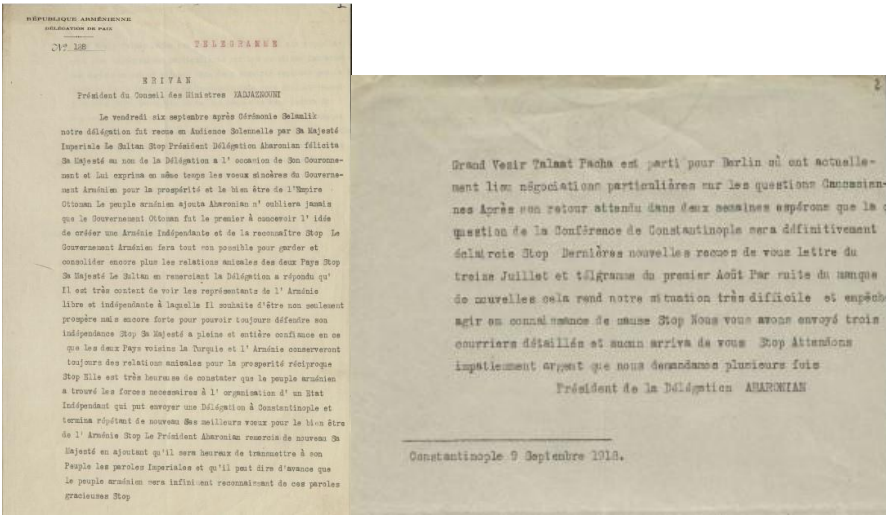 1
RÉPUBLIQUE ARMÉNIENNE
DÉLÉGATION DE PAIX
No. 128
TELEGRAMME
ERIVAN
Président du Conseil des Ministres KADJAZNOUNI
Le vendredi six septembre après Cérémonie Selamlik
notre délégation fut recue en Audience Solennelle par Sa Majesté
Imperiale Le Sultan Stop Président Délégation Aharonian félicita
Sa Majesté au nom de la Délégation a l' occasion de Son Couronne-
ment et Lui exprima en même temps les voeux sincères du Gouverne-
ment Arménien pour la prospérité et le bien être de l'Empire
Ottoman Le peuple arménien ajouta Aharonian n' oubliera jamais
que le Gouvernement Ottoman fut le premier à concevoir l' idée
de créer une Arménie Indépendante et de la reconnaître Stop Le
Gouvernement Arménien fera tout son possible pour garder et
consolider encore plus les relations amicales des deux Pays Stop
Sa Majesté Le Sultan en remerciant la Délégation a répondu qu'
Il est très content de voir les représentants de l' Arménie
libre et indépendante à laquelle Il souhaite d'être non seulement
prospère mais encore forte pour pouvoir toujours défendre son
indépendance Stop Sa Majesté a pleine et entière confiance en ce
que les deux Pays voisins la Turquie et l' Arménie conserveront
toujours des relations amicales pour la prosperité réciproque
Stop Elle est très heureuse de constater que le peuple arménien
a trouvé les forces necessaires à l' organisation d' un Etat
Indépendant qui put envoyer une Délégation à Constantinople et
termina répétant de nouveau Ses meilleurs voeux pour le bien être
de l' Arménie Stop Le Président Aharonian remercia de nouveau Sa
Majesté en ajoutant qu'il sera heureux de transmettre à son
Peuple les paroles Imperiales et qu'il peut dire d'avance que
le peuple arménien sera infiniment reconnaissant de ces paroles
gracieuses Stop
2
Grand Vezir Talaat Pacha est parti pour Berlin où ont actuelle-
ment lieu négociations particulières sur les questions Caucasien-
nes Après son retour attendu dans deux semaines espérons que la
question de la Conférence de Constantinople sera définitivement
éclaircie Stop Dernières nouvelles recues de vous lettre du
treize Juillet et télgramme du premier Août Par suite du manque
de nouvelles cela rend notre situation très difficile et empêche
agir en connaissance de cause Stop Nous vous avons envoyé trois
courriers détaillés et aucun arriva de vous Stop Attendons
impatiemment argent que nous demandames plusieurs fois
Président de la Délégation AHARONIAN
Constantinople 9 Septembre 1918.